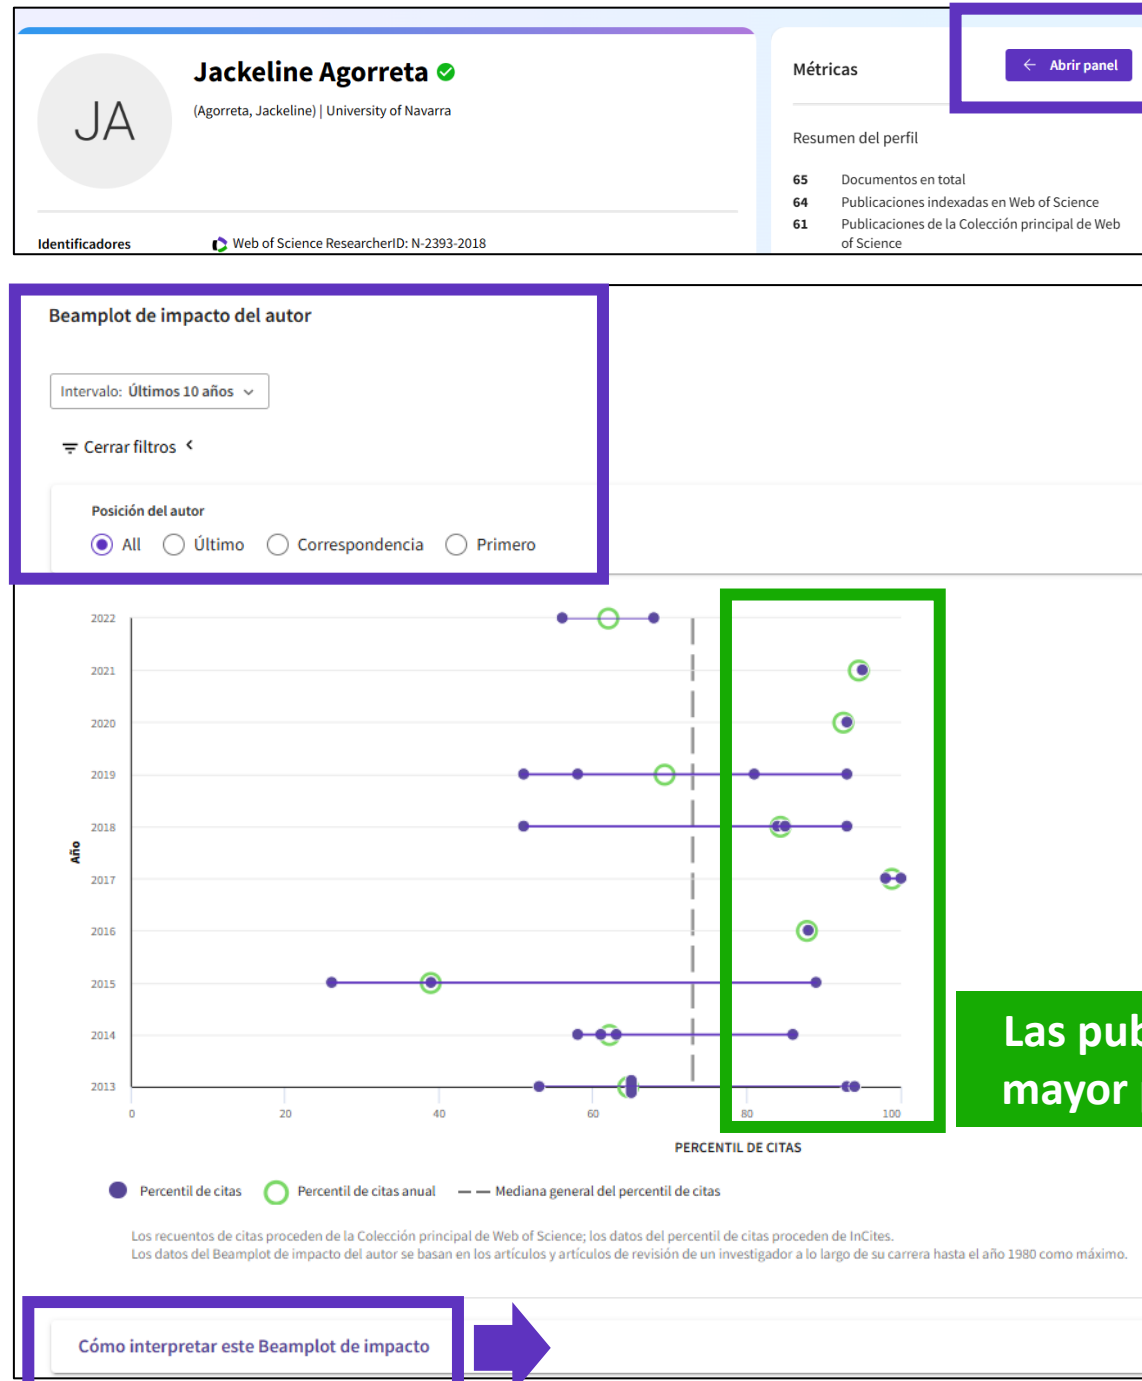 Jackeline Agorreta
JA
(Agorreta, Jackeline) | University of Navarra
Identificadores
Web of Science ResearcherID: N-2393-2018
Métricas
← Abrir panel
Resumen del perfil
65 Documentos en total
64 Publicaciones indexadas en Web of Science
61 Publicaciones de la Colección principal de Web
of Science
Beamplot de impacto del autor
Intervalo: Últimos 10 años
Cerrar filtros
Posición del autor
All Último Correspondencia Primero
2022
2021
2020
2019
2018
2017
2016
2015
2014
2013
Año
0 20 40 60 80 100
PERCENTIL DE CITAS
Las pub
mayor
Percentil de citas Percentil de citas anual Mediana general del percentil de citas
Los recuentos de citas proceden de la Colección principal de Web of Science; los datos del percentil de citas proceden de InCites.
Los datos del Beamplot de impacto del autor se basan en los artículos y artículos de revisión de un investigador a lo largo de su carrera hasta el año 1980 como máximo.
Cómo interpretar este Beamplot de impacto